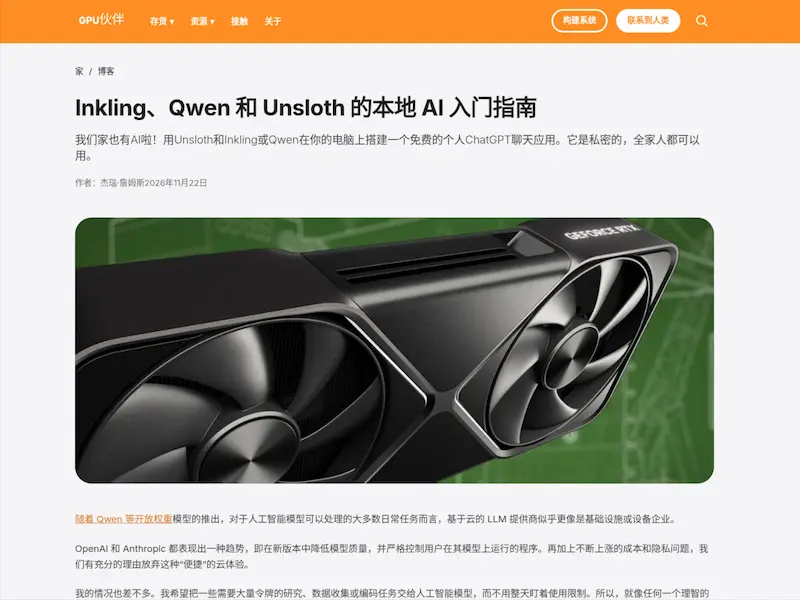 GPU伙伴
存货 ▾
资源 ▾
接触
关于
构建系统
联系到人类
家 / 博客
Inkling、Qwen 和 Unsloth 的本地 AI 入门指南
我们家也有AI啦！用Unsloth和Inkling或Qwen在你的电脑上搭建一个免费的个人ChatGPT聊天应用。它是私密的，全家人都可以
用。
作者：杰瑞·詹姆斯2026年11月22日
GEFORCE RTX
随着 Qwen 等开放权重模型的推出，对于人工智能模型可以处理的大多数日常任务而言，基于云的 LLM 提供商似乎更像是基础设施或设备企业。
OpenAI 和 Anthropic 都表现出一种趋势，即在新版本中降低模型质量，并严格控制用户在其模型上运行的程序。再加上不断上涨的成本和隐私问题，我
们有充分的理由放弃这种“便捷”的云体验。
我的情况也差不多。我希望把一些需要大量令牌的研究、数据收集或编码任务交给人工智能模型，而不用整天盯着使用限制。所以，就像任何一个理智的